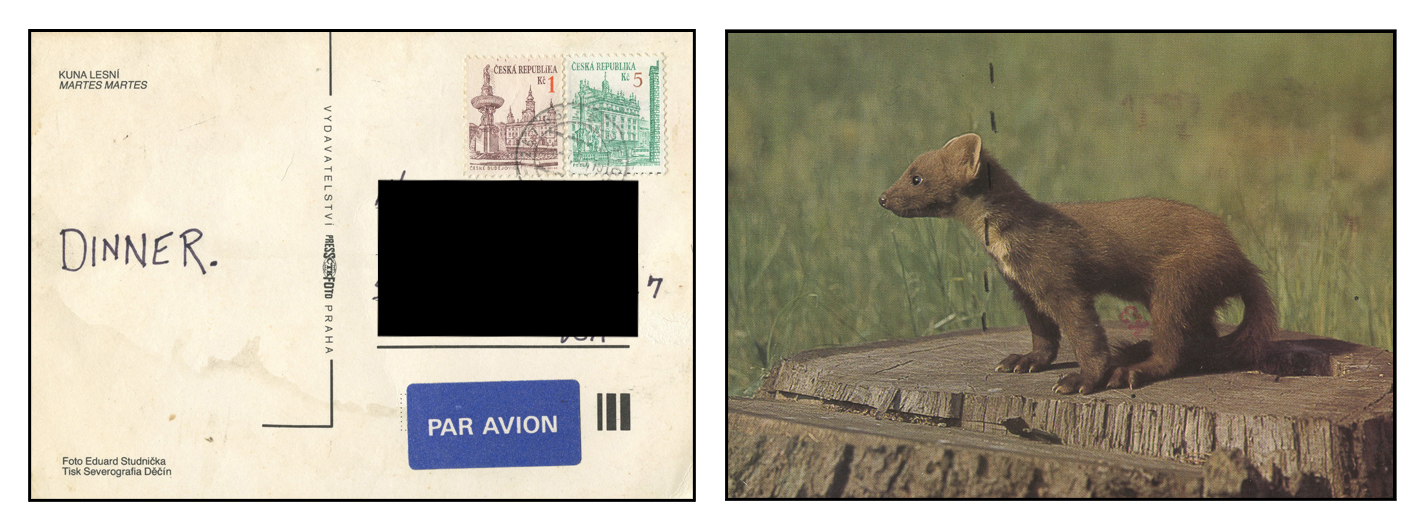 KUNA LESNÍ
MARTES MARTES
ČESKÁ REPUBLIKA
Kč 1
ČESKÁ REPUBLIKA
Kč 5
VYDAVATELSTVÍ PRESSFOTO PRAHA
DINNER.
7
USA
PAR AVION
Foto Eduard Studnička
Tisk Severografia Děčín